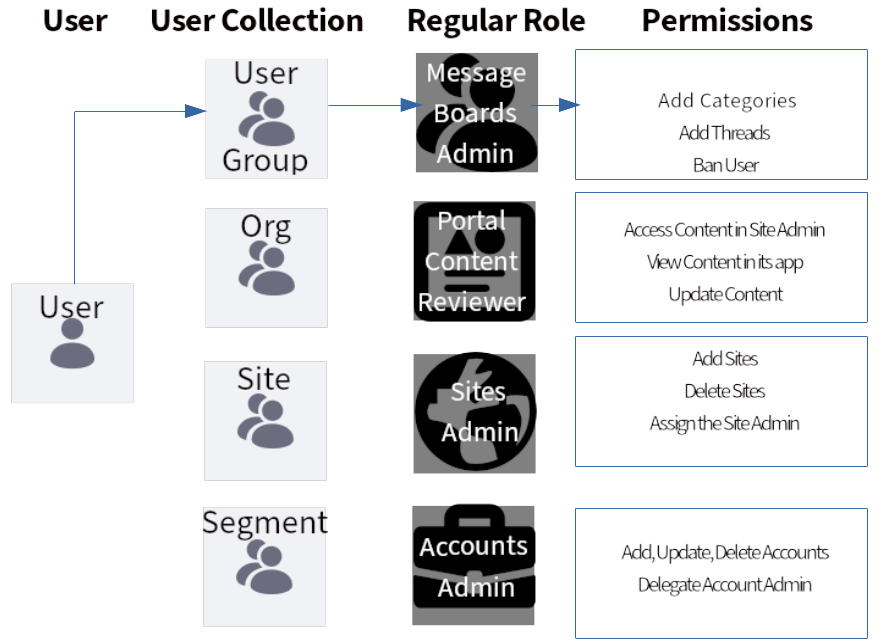 User
User Collection
Regular Role
Permissions
User
Group
Message
Boards
Admin
Add Categories
Add Threads
Ban User
Org
Portal
Content
Reviewer
Access Content in Site Admin
View Content in its app
Update Content
User
Site
Sites
Admin
Add Sites
Delete Sites
Assign the Site Admin
Segment
Accounts
Admin
Add, Update, Delete Accounts
Delegate Account Admin